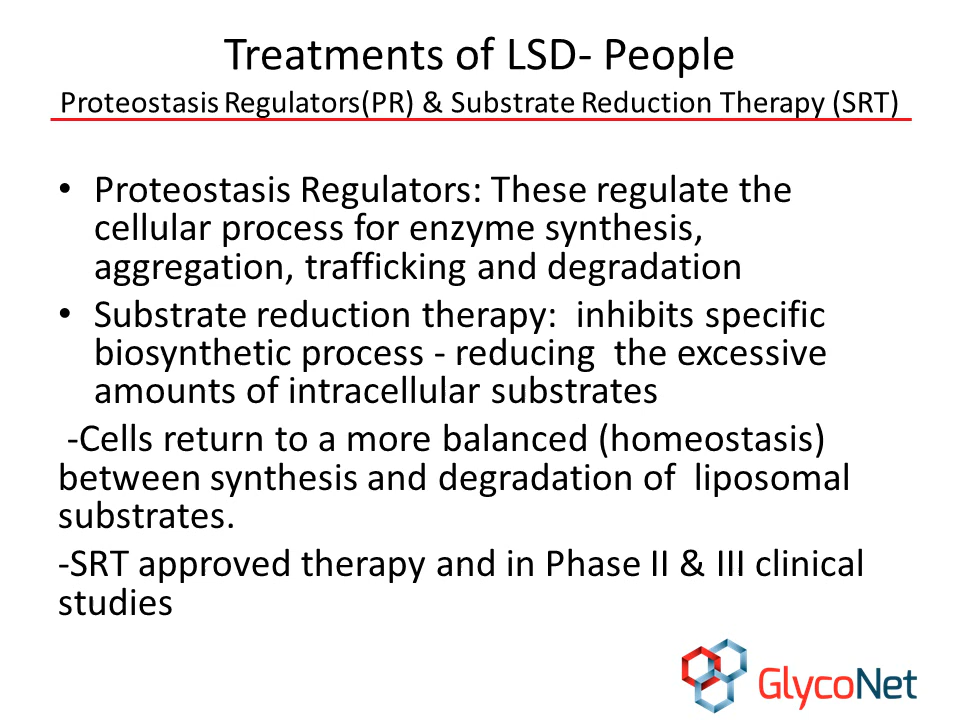 Treatments of LSD- People
Proteostasis Regulators(PR) & Substrate Reduction Therapy (SRT)
• Proteostasis Regulators: These regulate the
cellular process for enzyme synthesis,
aggregation, trafficking and degradation
• Substrate reduction therapy:  inhibits specific
biosynthetic process - reducing  the excessive
amounts of intracellular substrates
-Cells return to a more balanced (homeostasis)
between synthesis and degradation of  liposomal
substrates.
-SRT approved therapy and in Phase II & III clinical
studies
GlycoNet